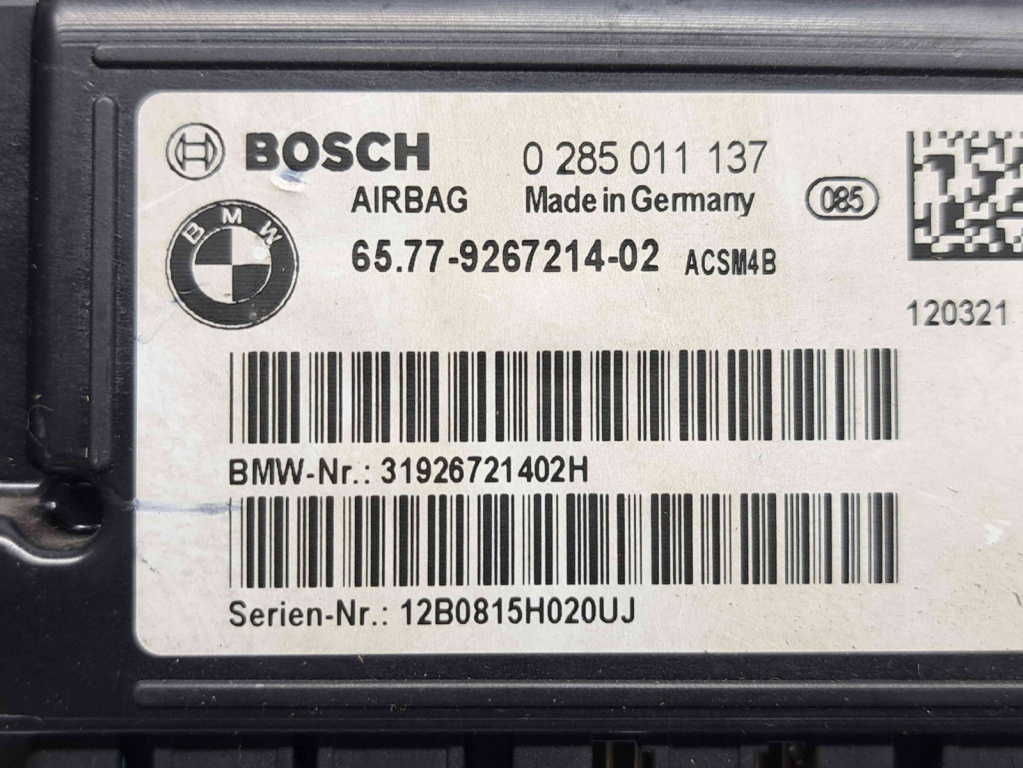 BOSCH 0 285 011 137
AIRBAG Made in Germany 085
BMW
65.77-9267214-02 ACSM4B
120321
BMW-Nr.: 31926721402H
Serien-Nr.: 12B0815H020UJ